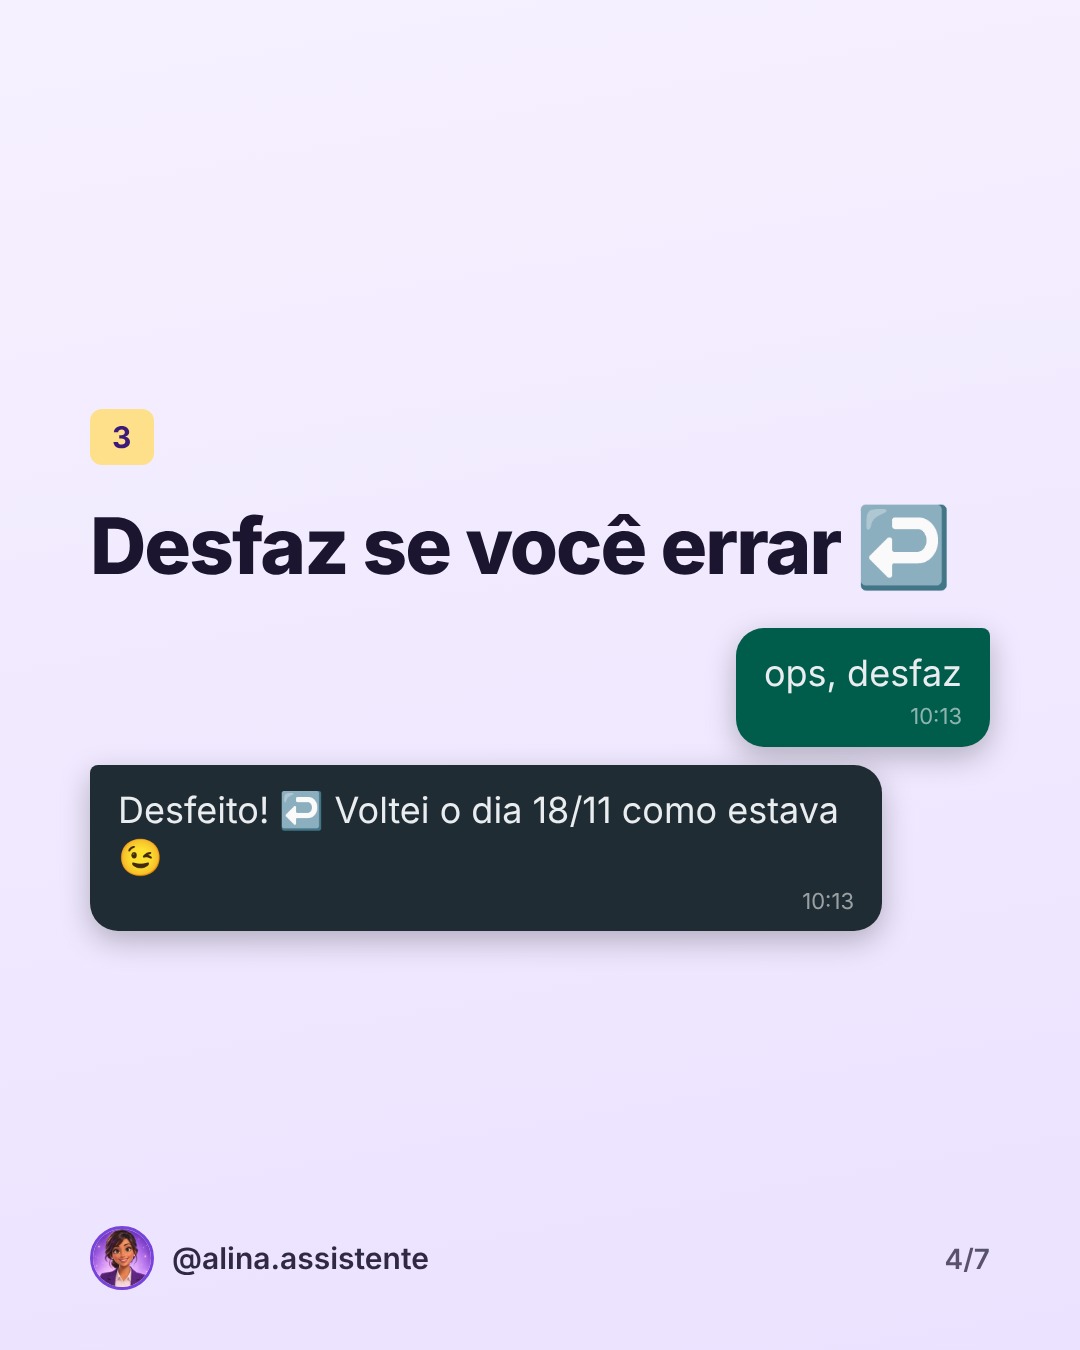 3
Desfaz se você errar ↩️
ops, desfaz
10:13
Desfeito! ↩️ Voltei o dia 18/11 como estava
😉
10:13
@alina.assistente
4/7